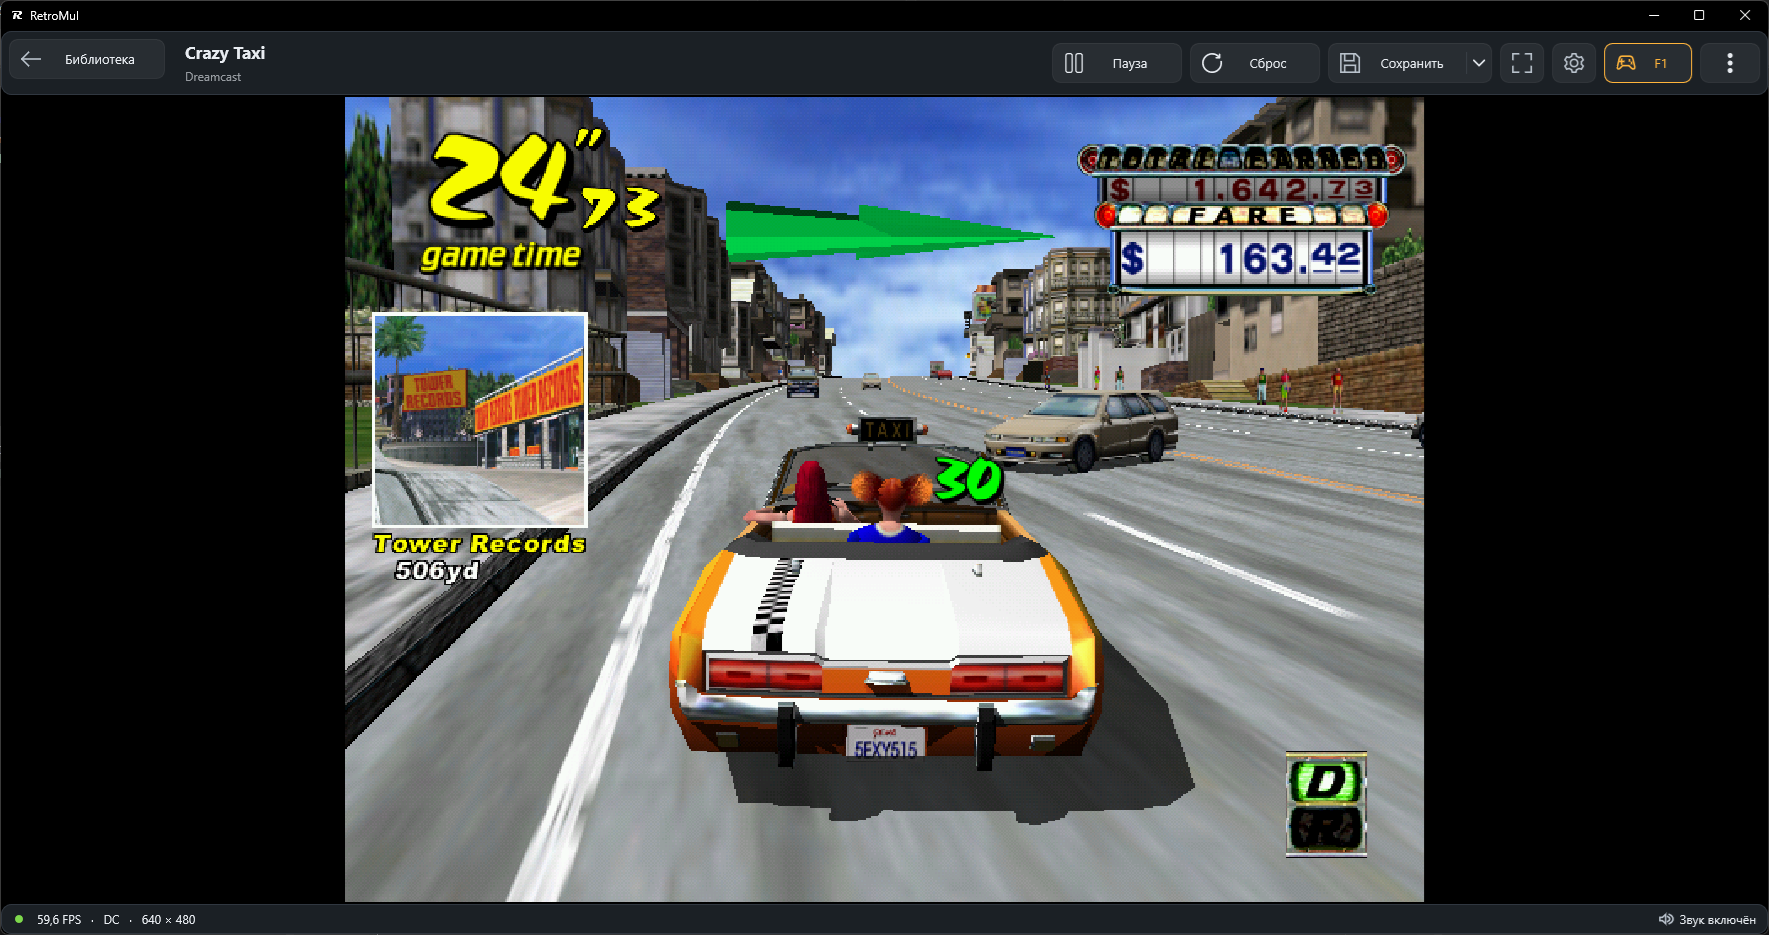 RetroMul
Библиотека
Crazy Taxi
Dreamcast
Пауза
Сброс
Сохранить
F1
24"73
game time
TOTAL EARNED
$ 1,642.73
FARE
$ 163.42
TOWER
RECORDS
TOWER RECORDS
Tower Records
506yd
TAXI
30
5EXY515
D
R
59,6 FPS · DC · 640 × 480
Звук включён